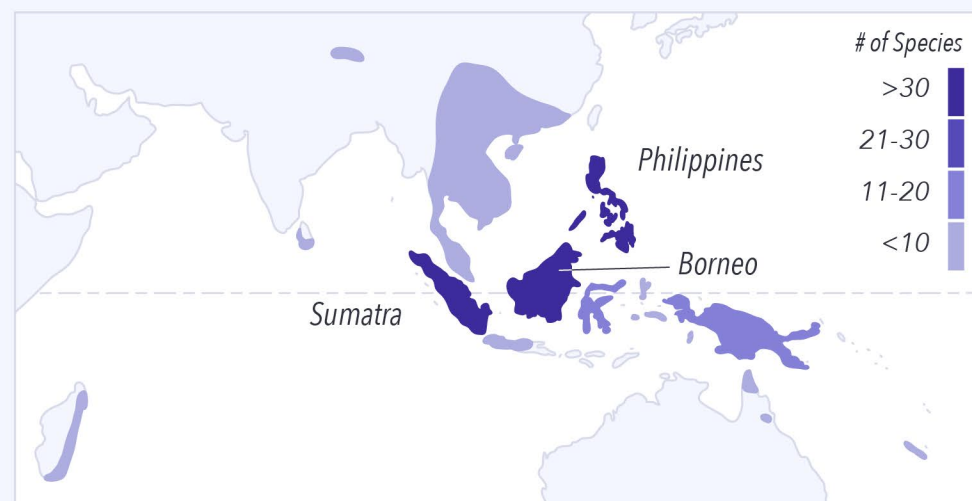 # of Species
>30
21-30
11-20
<10
Philippines
Borneo
Sumatra